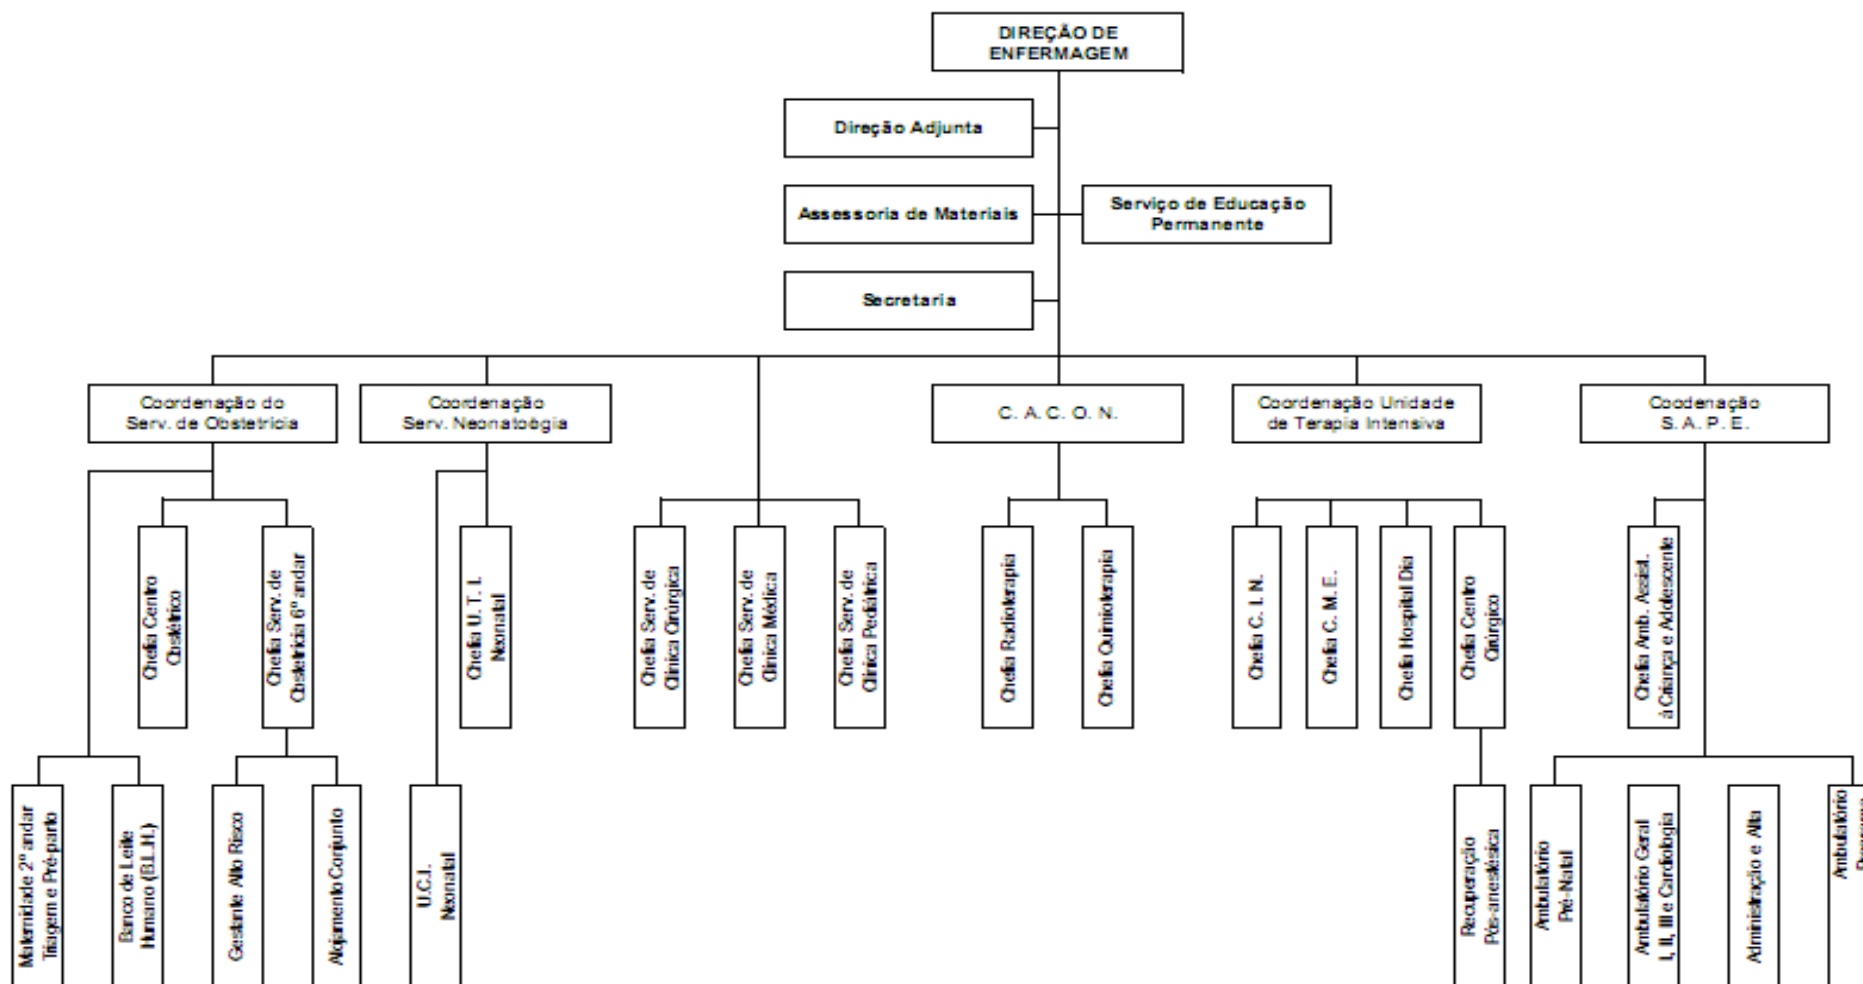 DIREÇÃO DE
ENFERMAGEM
Direção Adjunta
Assessoria de Materiais
Serviço de Educação
Permanente
Secretaria
Coordenação do
Serv. de Obstetrícia
Coordenação
Serv. Neonatoógia
C. A. C. O. N.
Coordenação Unidade
de Terapia Intensiva
Coodenação
S. A. P. E.
Chefia Centro
Obstétrico
Chefia Serv. de
Obstetrícia 6º andar
Chefia U. T. I.
Neonatal
Chefia Serv. de
Clínica Cirúrgica
Chefia Serv. de
Clínica Médica
Chefia Serv. de
Clínica Pediátrica
Chefia Radioterapia
Chefia Quimioterapia
Chefia C. I. N.
Chefia C. M. E.
Chefia Hospital Dia
Chefia Centro
Cirúrgico
Chefia Amb. Assist.
á Criança e Adolescente
Maternidade 2º andar
Triagem e Pré-parto
Banco de Leite
Humano (B.L.H.)
Gestante Alto Risco
Alojamento Conjunto
U.C.I.
Neonatal
Recuperação
Pós-anestésica
Ambulatório
Pré-Natal
Ambulatório Geral
I, II, III e Cardiologia
Administração e Alta
Ambulatório